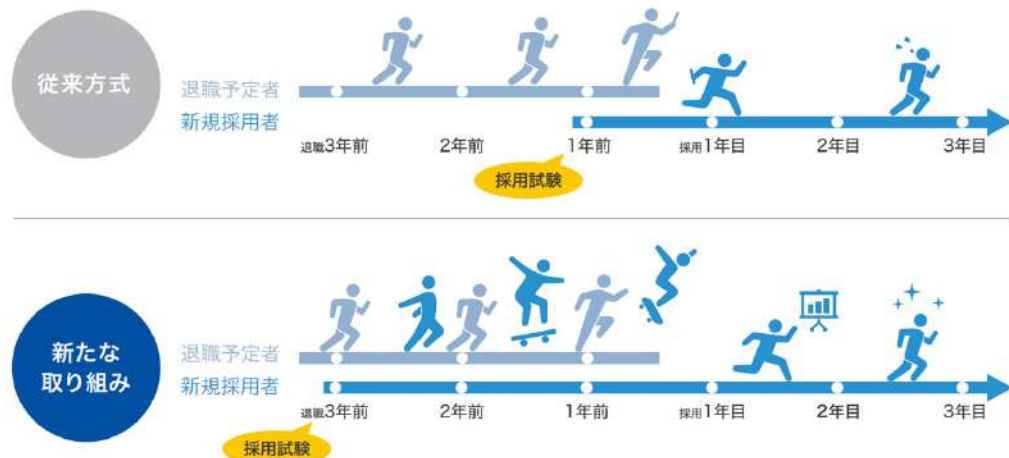 従来方式
退職予定者
新規採用者
退職3年前 2年前 1年前 採用1年目 2年目 3年目
採用試験
新たな
取り組み
退職予定者
新規採用者
退職3年前 2年前 1年前 採用1年目 2年目 3年目
採用試験